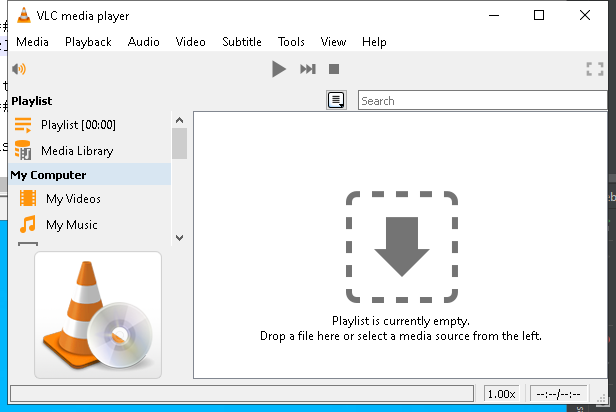 VLC media player
Media Playback Audio Video Subtitle Tools View Help
Playlist
Search
Playlist [00:00]
Media Library
My Computer
My Videos
My Music
Playlist is currently empty.
Drop a file here or select a media source from the left.
1.00x
--:--/--:--